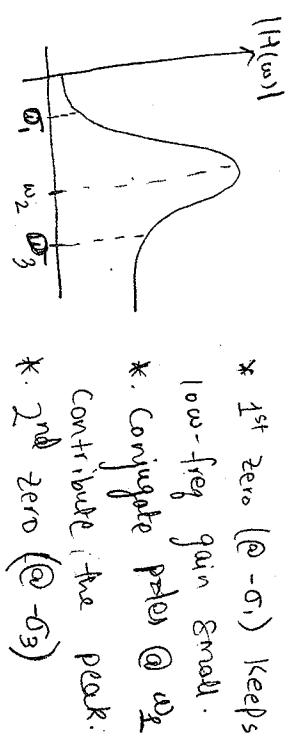 |H(ω)|
σ₁
ω₂
σ₃
* 1st zero (@ -σ₁) keeps
low-freq gain small.
* Conjugate poles @ ω₂
contribute the peak.
* 2nd zero (@ -σ₃)